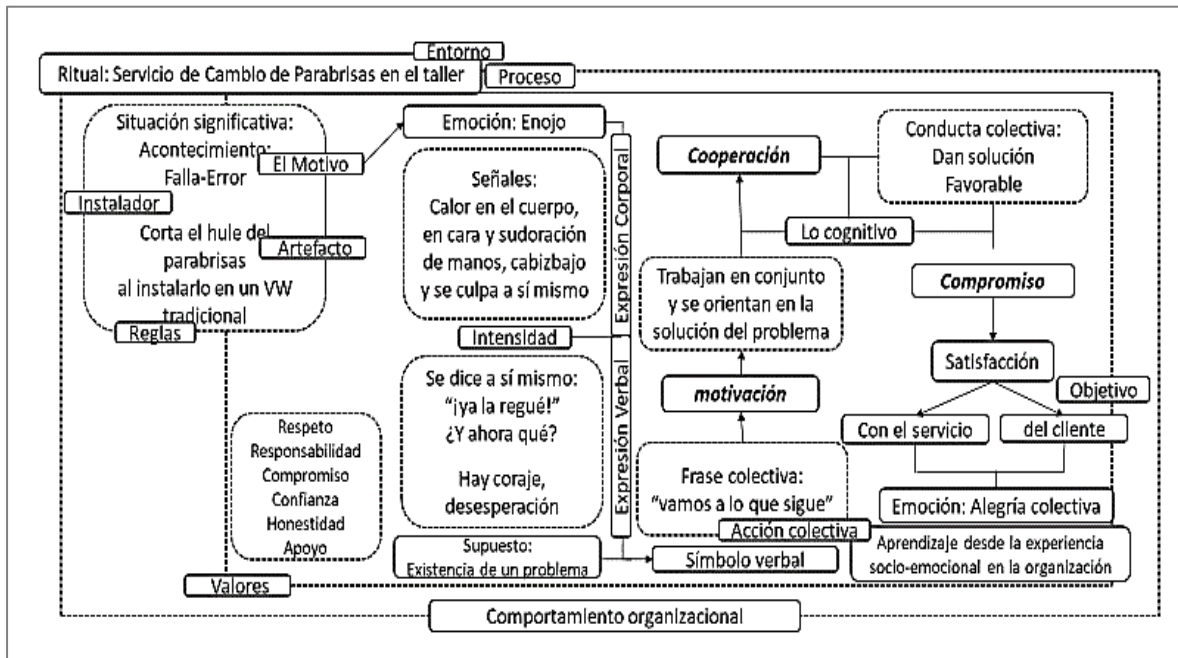 Entorno
Ritual: Servicio de Cambio de Parabrisas en el taller
Proceso
Situación significativa:
Acontecimiento:
Falla-Error
El Motivo
Instalador
Corta el hule del
parabrisas
al instalarlo en un VW
tradicional
Artefacto
Reglas
Respeto
Responsabilidad
Compromiso
Confianza
Honestidad
Apoyo
Valores
Emoción: Enojo
Señales:
Calor en el cuerpo,
en cara y sudoración
de manos, cabizbajo
y se culpa a sí mismo
Intensidad
Se dice a sí mismo:
"¡ya la regué!"
¿Y ahora qué?
Hay coraje,
desesperación
Supuesto:
Existencia de un problema
Expresión Corporal
Expresión Verbal
Símbolo verbal
Cooperación
Trabajan en conjunto
y se orientan en la
solución del problema
motivación
Frase colectiva:
"vamos a lo que sigue"
Acción colectiva
Conducta colectiva:
Dan solución
Favorable
Lo cognitivo
Compromiso
Satisfacción
Objetivo
Con el servicio
del cliente
Emoción: Alegría colectiva
Aprendizaje desde la experiencia
socio-emocional en la organización
Comportamiento organizacional